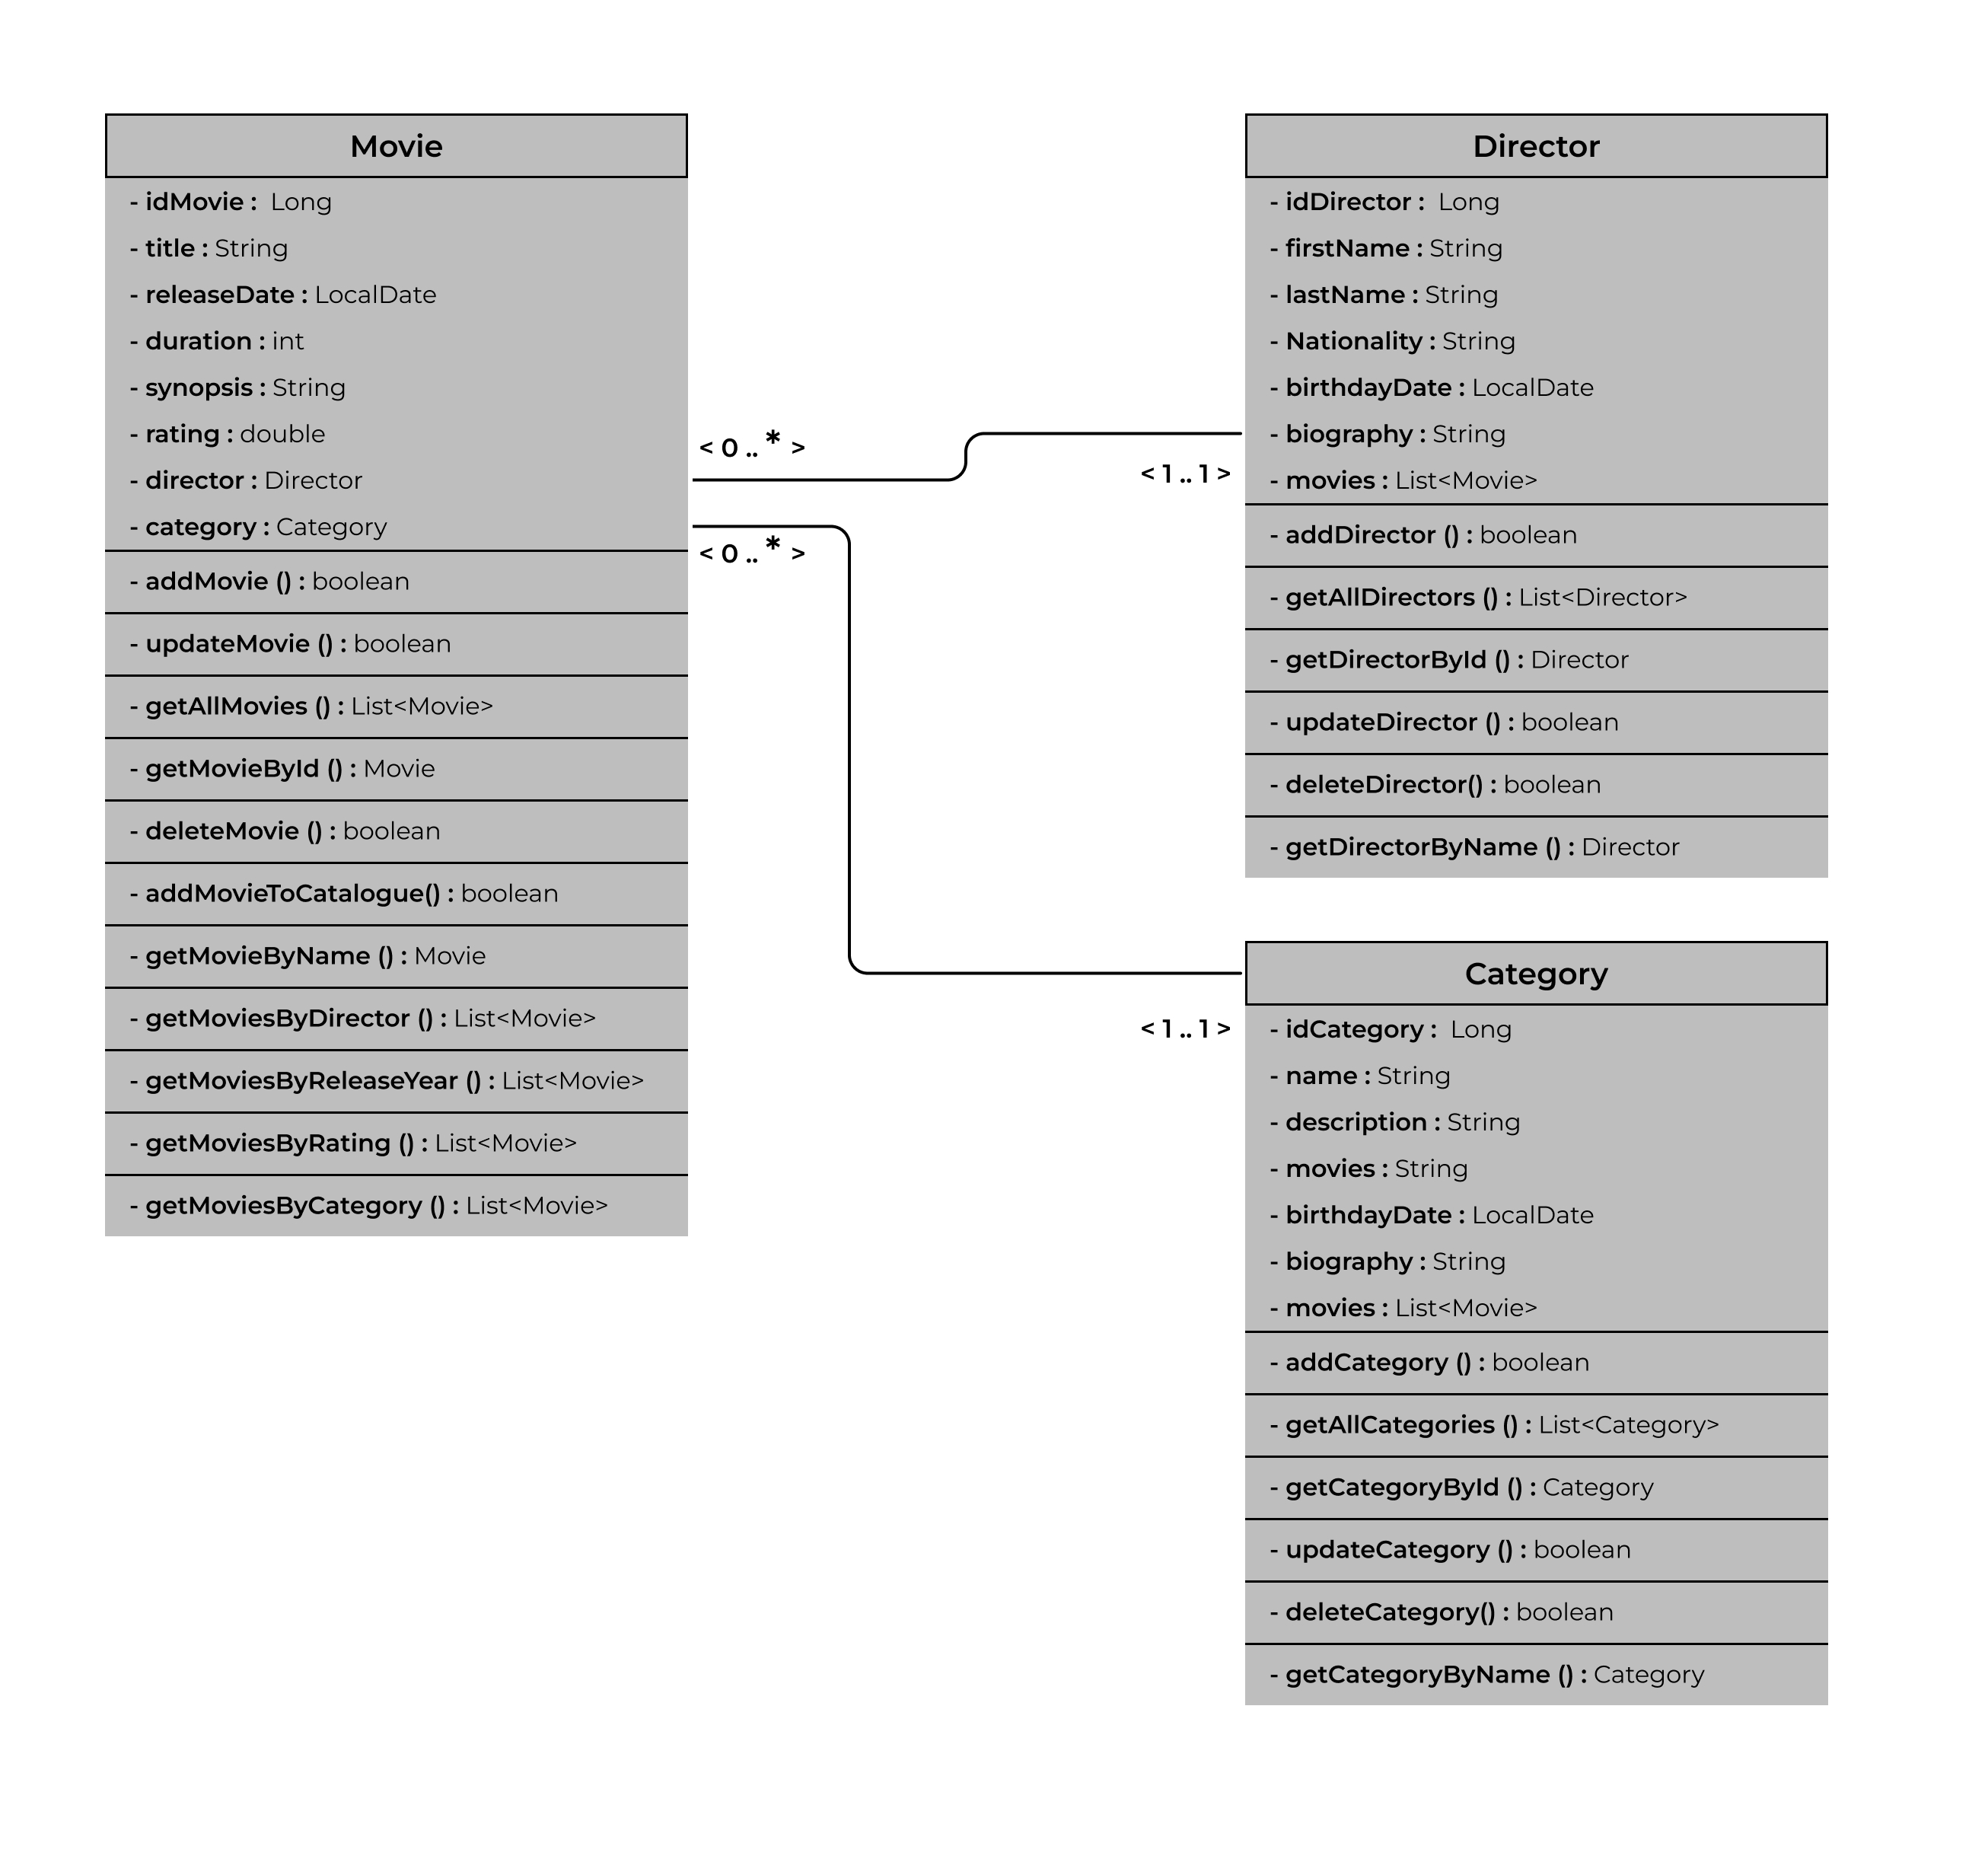 Movie
- idMovie : Long
- title : String
- releaseDate : LocalDate
- duration : int
- synopsis : String
- rating : double
- director : Director
- category : Category
- addMovie () : boolean
- updateMovie () : boolean
- getAllMovies () : List<Movie>
- getMovieById () : Movie
- deleteMovie () : boolean
- addMovieToCatalogue() : boolean
- getMovieByName () : Movie
- getMoviesByDirector () : List<Movie>
- getMoviesByReleaseYear () : List<Movie>
- getMoviesByRating () : List<Movie>
- getMoviesByCategory () : List<Movie>
< 0 .. * >
< 1 .. 1 >
< 0 .. * >
< 1 .. 1 >
Director
- idDirector : Long
- firstName : String
- lastName : String
- Nationality : String
- birthdayDate : LocalDate
- biography : String
- movies : List<Movie>
- addDirector () : boolean
- getAllDirectors () : List<Director>
- getDirectorById () : Director
- updateDirector () : boolean
- deleteDirector() : boolean
- getDirectorByName () : Director
Category
- idCategory : Long
- name : String
- description : String
- movies : String
- birthdayDate : LocalDate
- biography : String
- movies : List<Movie>
- addCategory () : boolean
- getAllCategories () : List<Category>
- getCategoryById () : Category
- updateCategory () : boolean
- deleteCategory() : boolean
- getCategoryByName () : Category